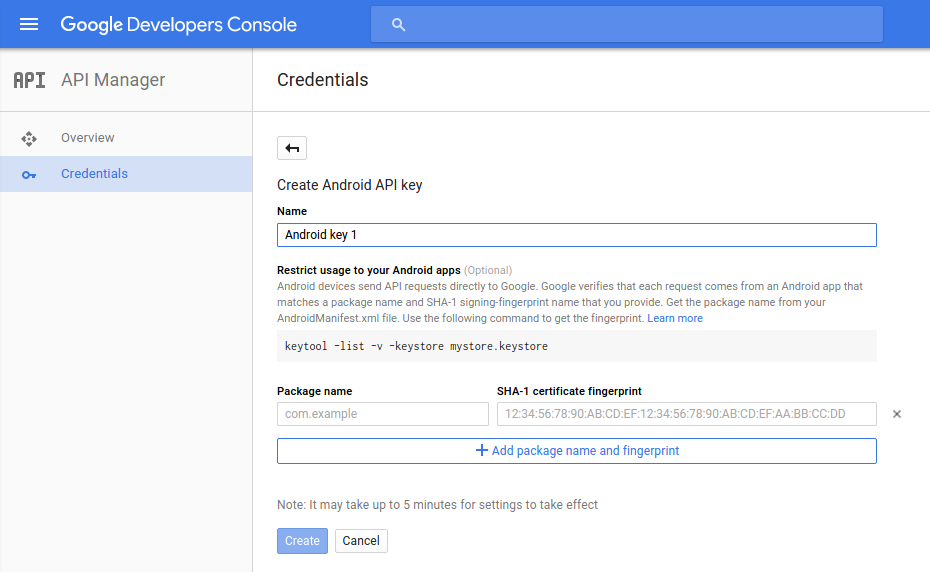 Google Developers Console
API API Manager
Credentials
Overview
Credentials
Create Android API key
Name
Android key 1
Restrict usage to your Android apps (Optional)
Android devices send API requests directly to Google. Google verifies that each request comes from an Android app that
matches a package name and SHA-1 signing-fingerprint name that you provide. Get the package name from your
AndroidManifest.xml file. Use the following command to get the fingerprint. Learn more
keytool -list -v -keystore mystore.keystore
Package name SHA-1 certificate fingerprint
com.example 12:34:56:78:90:AB:CD:EF:12:34:56:78:90:AB:CD:EF:AA:BB:CC:DD
Add package name and fingerprint
Note: It may take up to 5 minutes for settings to take effect
Create Cancel